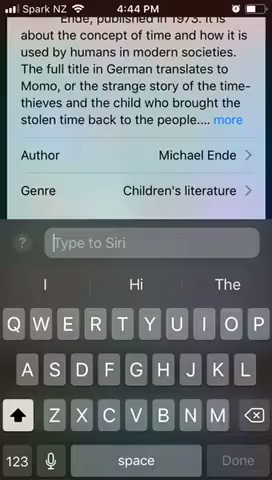 Spark NZ 4:44 PM
Ende, published in 1973. It is
about the concept of time and how it is
used by humans in modern societies.
The full title in German translates to
Momo, or the strange story of the time-
thieves and the child who brought the
stolen time back to the people.... more
Author Michael Ende
Genre Children's literature
? Type to Siri
I Hi The
Q W E R T Y U I O P
A S D F G H J K L
Z X C V B N M
123 space Done